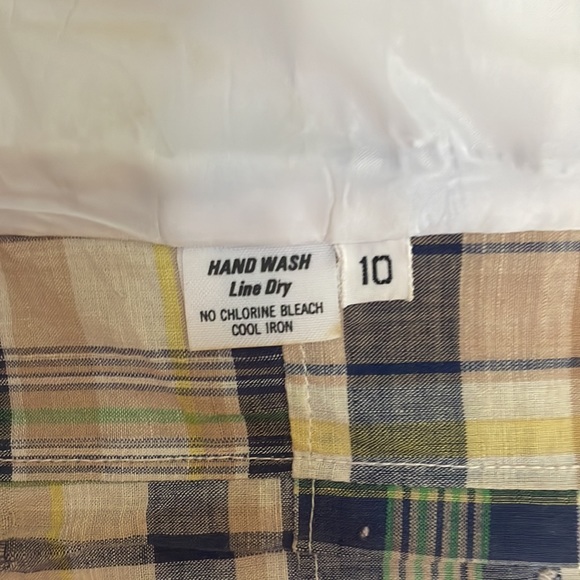 HAND WASH
Line Dry
NO CHLORINE BLEACH
COOL IRON
10